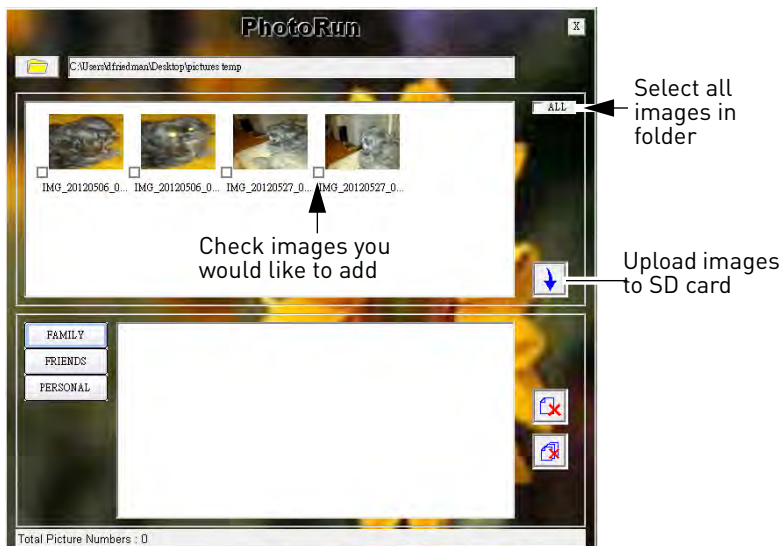 PhotoRun
X
C:\Users\dfriedman\Desktop\pictures temp
ALL
Select all
images in
folder
IMG_20120506_0...
IMG_20120506_0...
IMG_20120527_0...
IMG_20120527_0...
Check images you
would like to add
Upload images
to SD card
FAMILY
FRIENDS
PERSONAL
Total Picture Numbers : 0